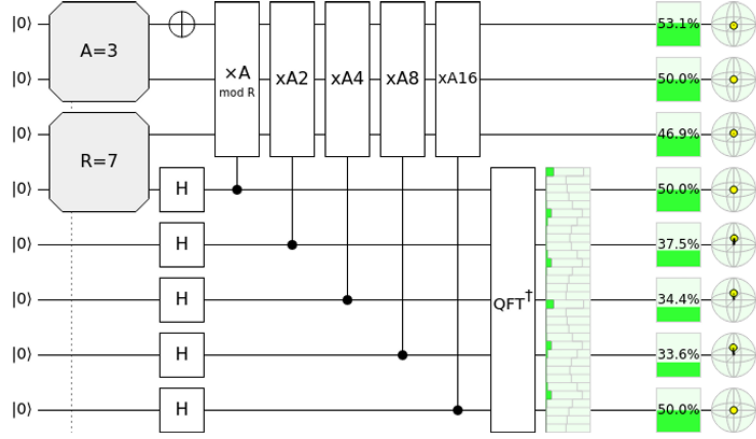 |0⟩ A=3 53.1%
|0⟩ ×A mod R xA2 xA4 xA8 xA16 50.0%
|0⟩ R=7 46.9%
|0⟩ H 50.0%
|0⟩ H 37.5%
|0⟩ H QFT† 34.4%
|0⟩ H 33.6%
|0⟩ H 50.0%